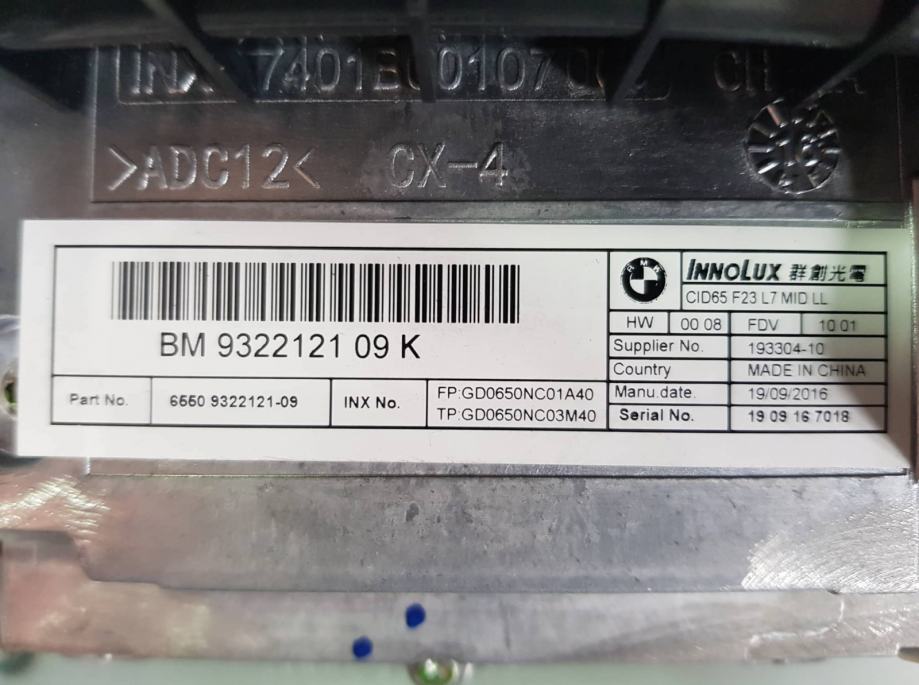 >ADC12< CX-4
BMW
INNOLUX 群創光電
CID65 F23 L7 MID LL
BM 9322121 09 K
HW 00 08 FDV 10 01
Supplier No. 193304-10
Country MADE IN CHINA
Part No. 6550 9322121-09 INX No. FP:GD0650NC01A40
TP:GD0650NC03M40
Manu.date. 19/09/2016
Serial No. 19 09 16 7018